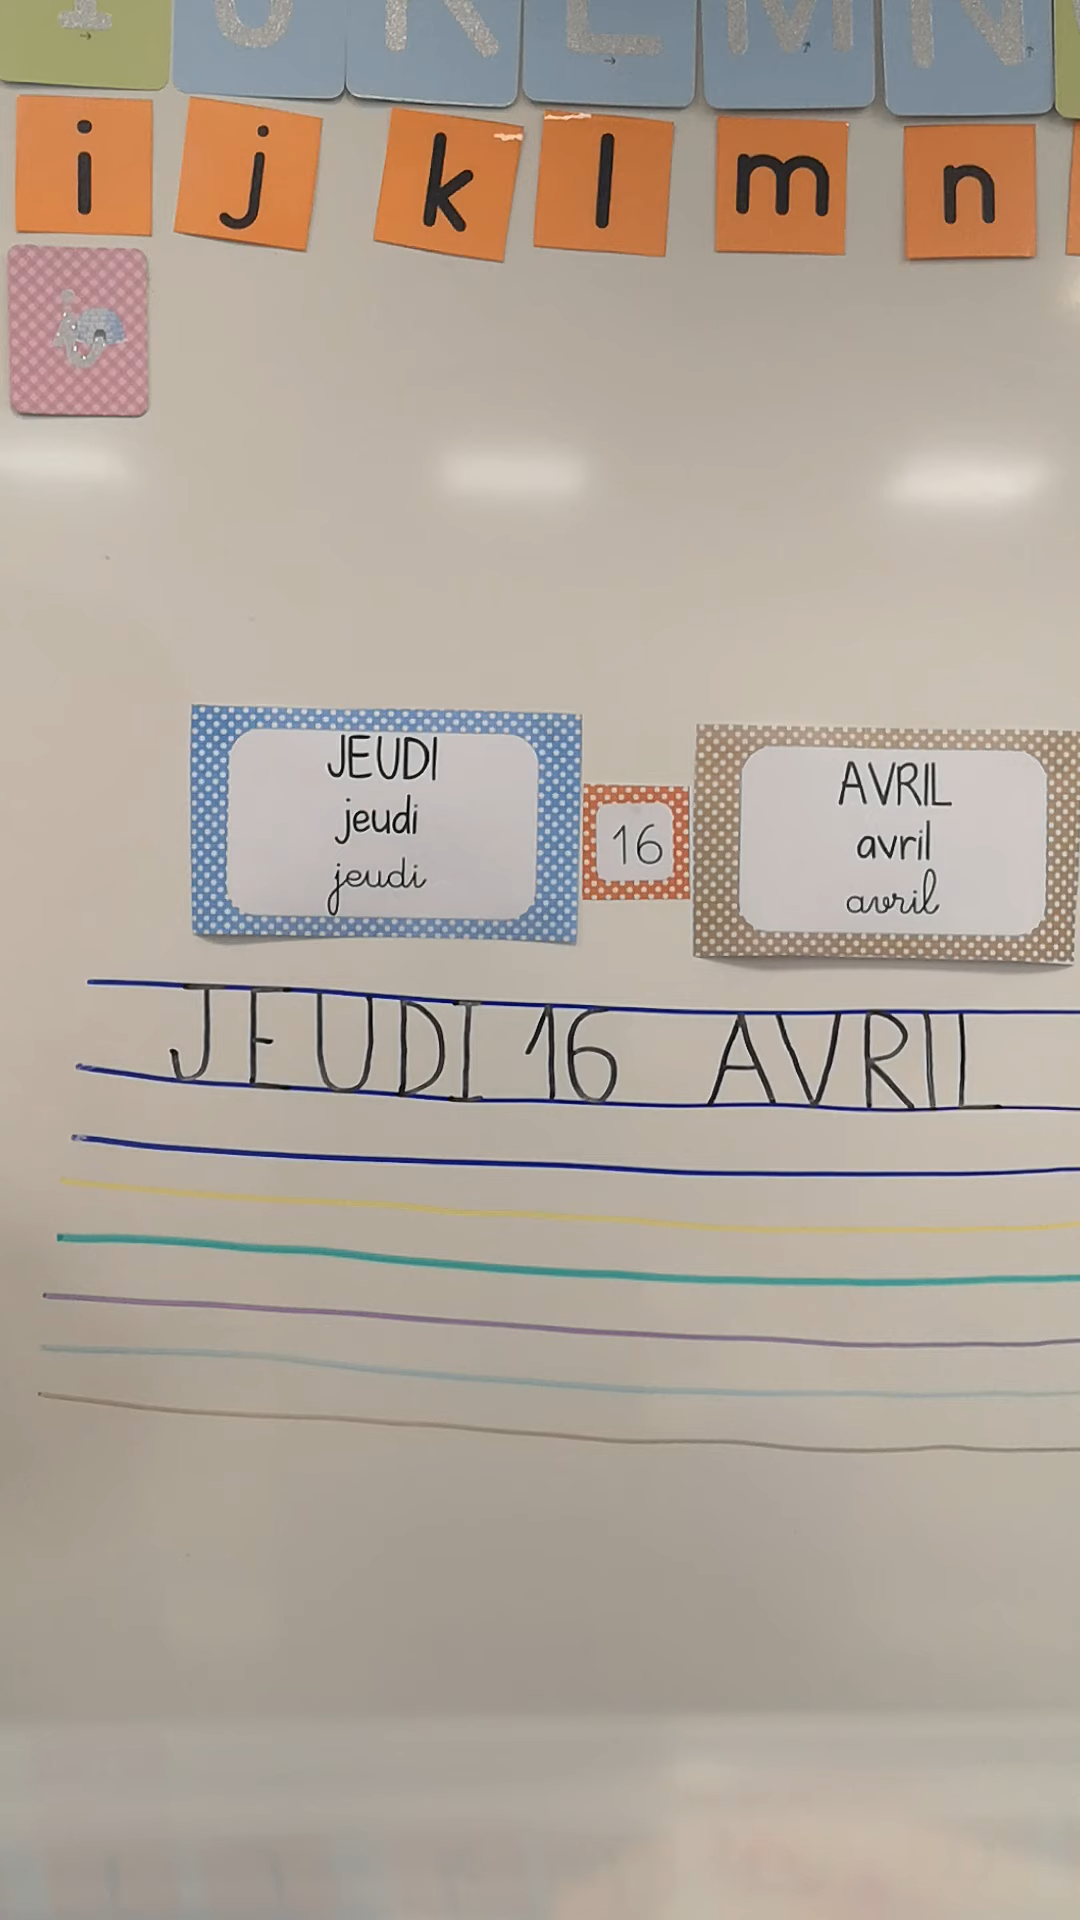 I J K L M N
i j k l m n
JEUDI
jeudi
jeudi
16
AVRIL
avril
avril
JEUDI 16 AVRIL